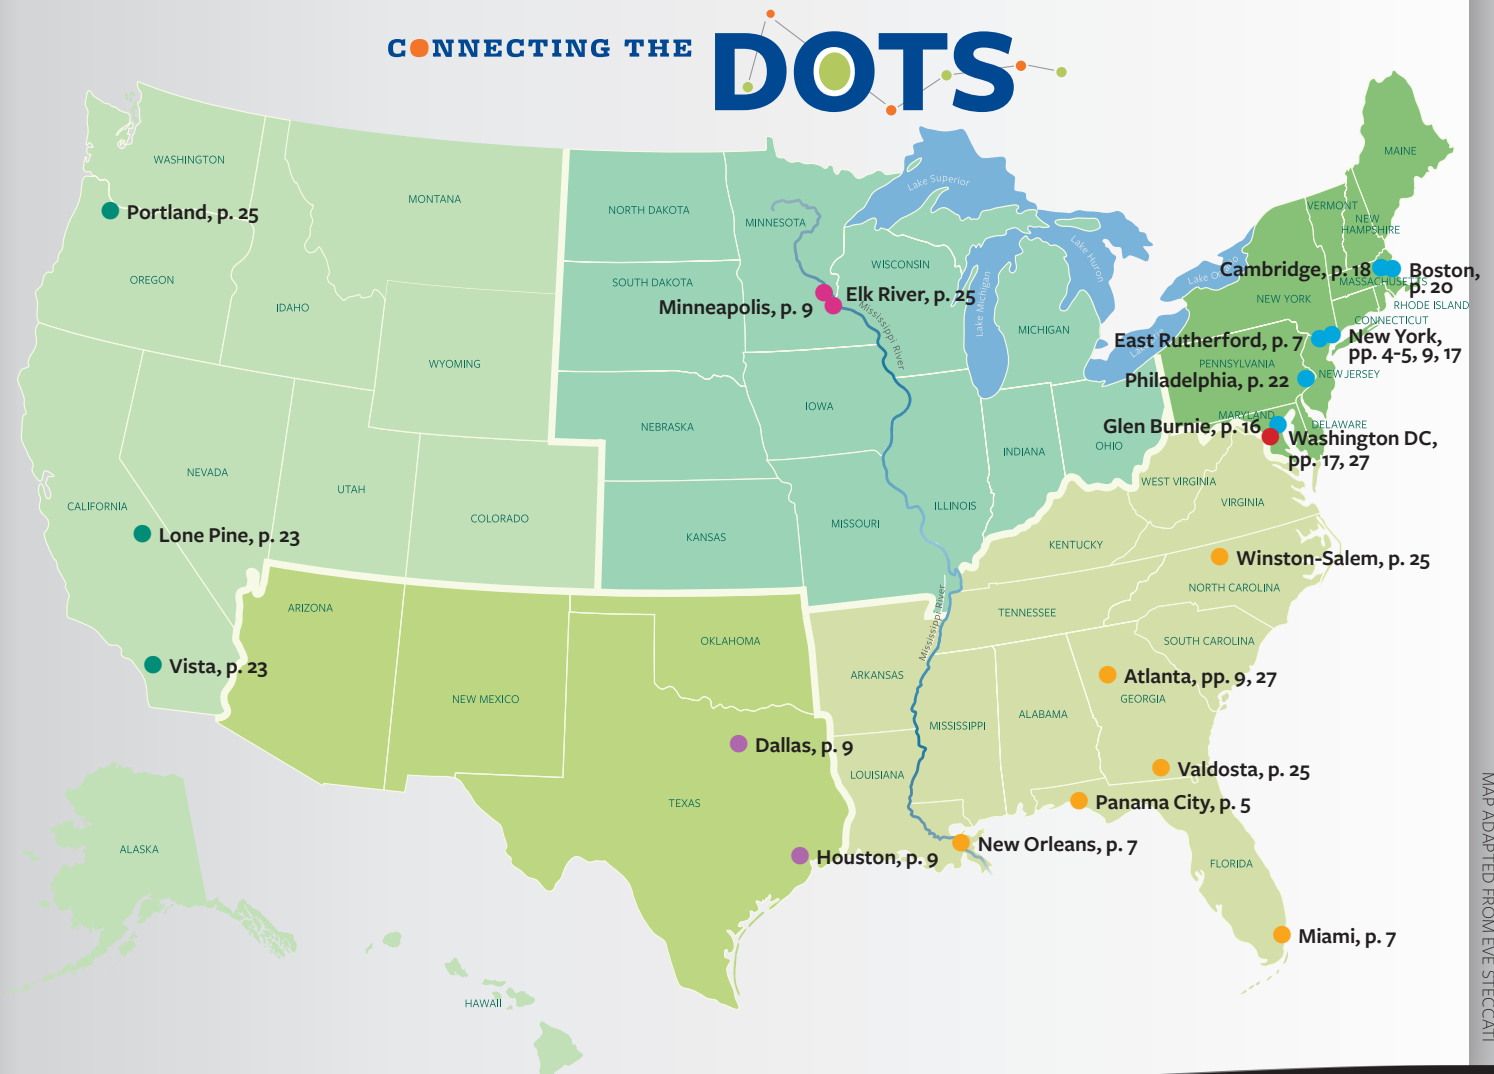 CONNECTING THE DOTS
WASHINGTON
Portland, p. 25
OREGON
IDAHO
MONTANA
WYOMING
NEVADA
UTAH
COLORADO
CALIFORNIA
Lone Pine, p. 23
Vista, p. 23
ALASKA
HAWAII
NORTH DAKOTA
SOUTH DAKOTA
NEBRASKA
KANSAS
MINNESOTA
Minneapolis, p. 9
Elk River, p. 25
Mississippi River
IOWA
MISSOURI
WISCONSIN
ILLINOIS
INDIANA
MICHIGAN
OHIO
Lake Superior
Lake Michigan
Lake Huron
MAINE
VERMONT
NEW
HAMPSHIRE
Cambridge, p. 18
Boston,
p. 20
MASSACHUSETTS
RHODE ISLAND
CONNECTICUT
NEW YORK
East Rutherford, p. 7
New York,
pp. 4-5, 9, 17
PENNSYLVANIA
NEW JERSEY
Philadelphia, p. 22
MARYLAND
DELAWARE
Glen Burnie, p. 16
Washington DC,
pp. 17, 27
ARIZONA
NEW MEXICO
OKLAHOMA
TEXAS
Dallas, p. 9
Houston, p. 9
WEST VIRGINIA
VIRGINIA
KENTUCKY
Winston-Salem, p. 25
NORTH CAROLINA
TENNESSEE
SOUTH CAROLINA
Mississippi River
ARKANSAS
Atlanta, pp. 9, 27
GEORGIA
MISSISSIPPI
ALABAMA
LOUISIANA
Valdosta, p. 25
Panama City, p. 5
New Orleans, p. 7
FLORIDA
Miami, p. 7
MAP ADAPTED FROM EVE STECCATI